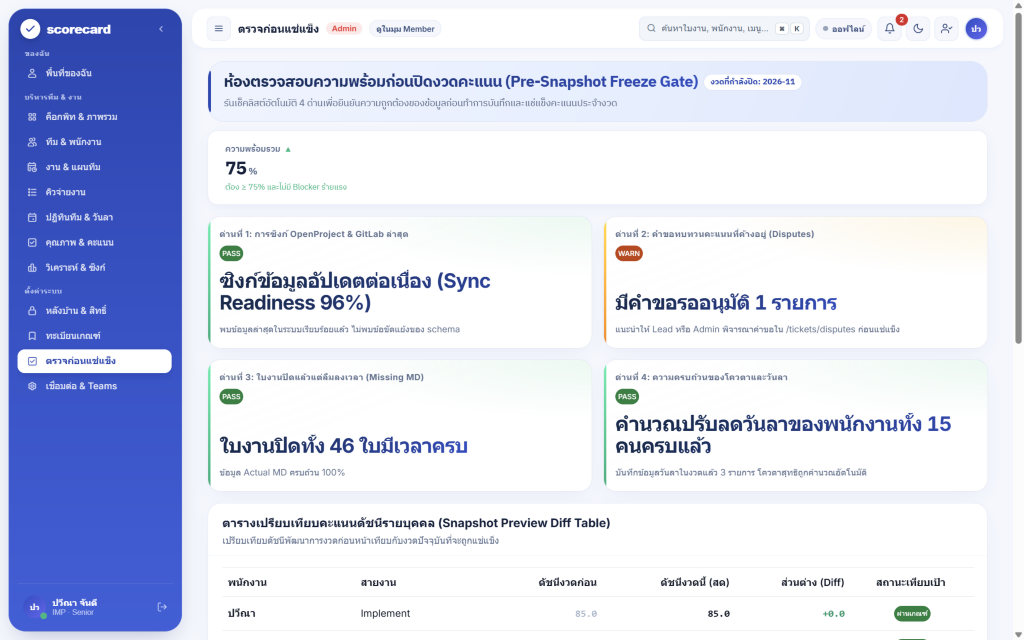 scorecard
ของฉัน
พื้นที่ของฉัน
บริหารทีม & งาน
ค็อกพิท & ภาพรวม
ทีม & พนักงาน
งาน & แผนทีม
คิวจ่ายงาน
ปฏิทินทีม & วันลา
คุณภาพ & คะแนน
วิเคราะห์ & ซิงก์
ตั้งค่าระบบ
หลังบ้าน & สิทธิ์
ทะเบียนเกณฑ์
ตรวจก่อนแช่แข็ง
เชื่อมต่อ & Teams
ปา
ปวีณา จันดี
IMP · Senior
ตรวจก่อนแช่แข็ง
Admin
ดูในมุม Member
ค้นหาใบงาน, พนักงาน, เมนู...
⌘ K
ออฟไลน์
2
ปา
ห้องตรวจสอบความพร้อมก่อนปิดงวดคะแนน (Pre-Snapshot Freeze Gate)
งวดที่กำลังปิด: 2026-11
รันเช็คลิสต์อัตโนมัติ 4 ด่านเพื่อยืนยันความถูกต้องของข้อมูลก่อนทำการบันทึกและแช่แข็งคะแนนประจำงวด
ความพร้อมรวม ▲
75 %
ต้อง ≥ 75% และไม่มี Blocker ร้ายแรง
ด่านที่ 1: การซิงก์ OpenProject & GitLab ล่าสุด
PASS
ซิงก์ข้อมูลอัปเดตต่อเนื่อง (Sync
Readiness 96%)
พบข้อมูลล่าสุดในระบบเรียบร้อยแล้ว ไม่พบข้อขัดแย้งของ schema
ด่านที่ 2: คำขอทบทวนคะแนนที่ค้างอยู่ (Disputes)
WARN
มีคำขอรออนุมัติ 1 รายการ
แนะนำให้ Lead หรือ Admin พิจารณาคำขอใน /tickets/disputes ก่อนแช่แข็ง
ด่านที่ 3: ใบงานปิดแล้วแต่ลืมลงเวลา (Missing MD)
PASS
ใบงานปิดทั้ง 46 ใบมีเวลาครบ
ข้อมูล Actual MD ครบถ้วน 100%
ด่านที่ 4: ความครบถ้วนของโควตาและวันลา
PASS
คำนวณปรับลดวันลาของพนักงานทั้ง 15
คนครบแล้ว
บันทึกข้อมูลวันลาในงวดแล้ว 3 รายการ โควตาสุทธิถูกคำนวณอัตโนมัติ
ตารางเปรียบเทียบคะแนนดัชนีรายบุคคล (Snapshot Preview Diff Table)
เปรียบเทียบดัชนีพัฒนาการงวดก่อนหน้าเทียบกับงวดปัจจุบันที่จะถูกแช่แข็ง
พนักงาน สายงาน ดัชนีงวดก่อน ดัชนีงวดนี้ (สด) ส่วนต่าง (Diff) สถานะเทียบเป้า
ปวีณา Implement 85.0 85.0 +0.0 ผ่านเกณฑ์